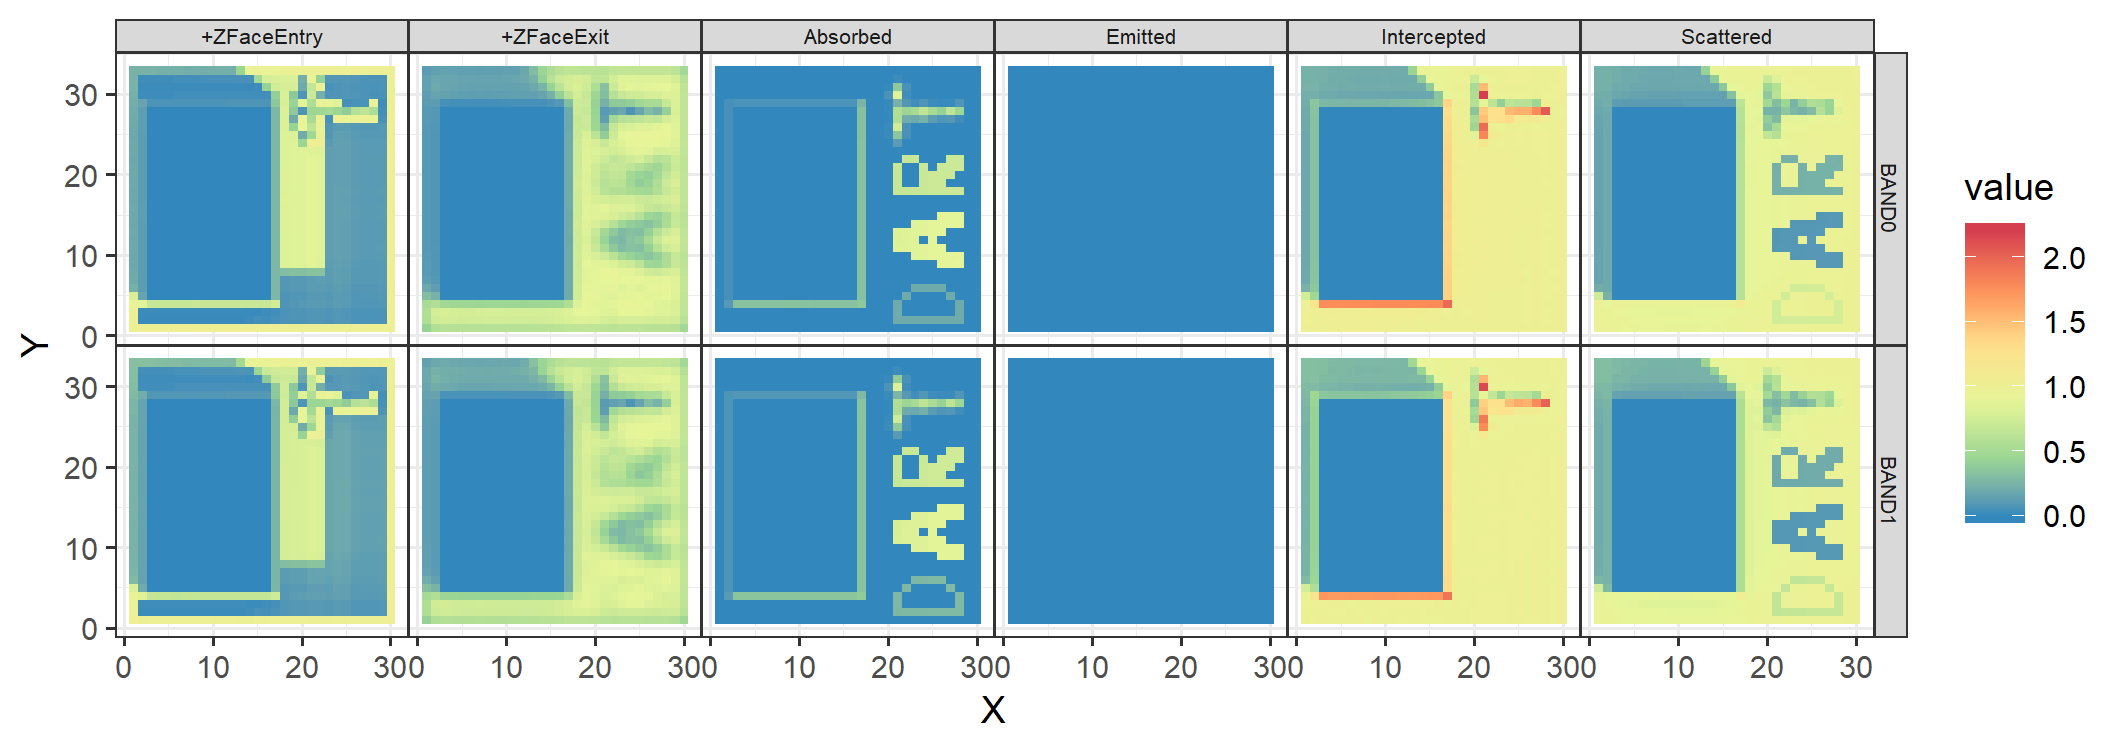 +ZFaceEntry +ZFaceExit Absorbed Emitted Intercepted Scattered
30
20
10
0
BAND0
DART
30
20
10
0
BAND1
DART
0 10 20 30 0 10 20 30 0 10 20 30 0 10 20 30 0 10 20 30 0 10 20 30
X
Y
value
2.0
1.5
1.0
0.5
0.0